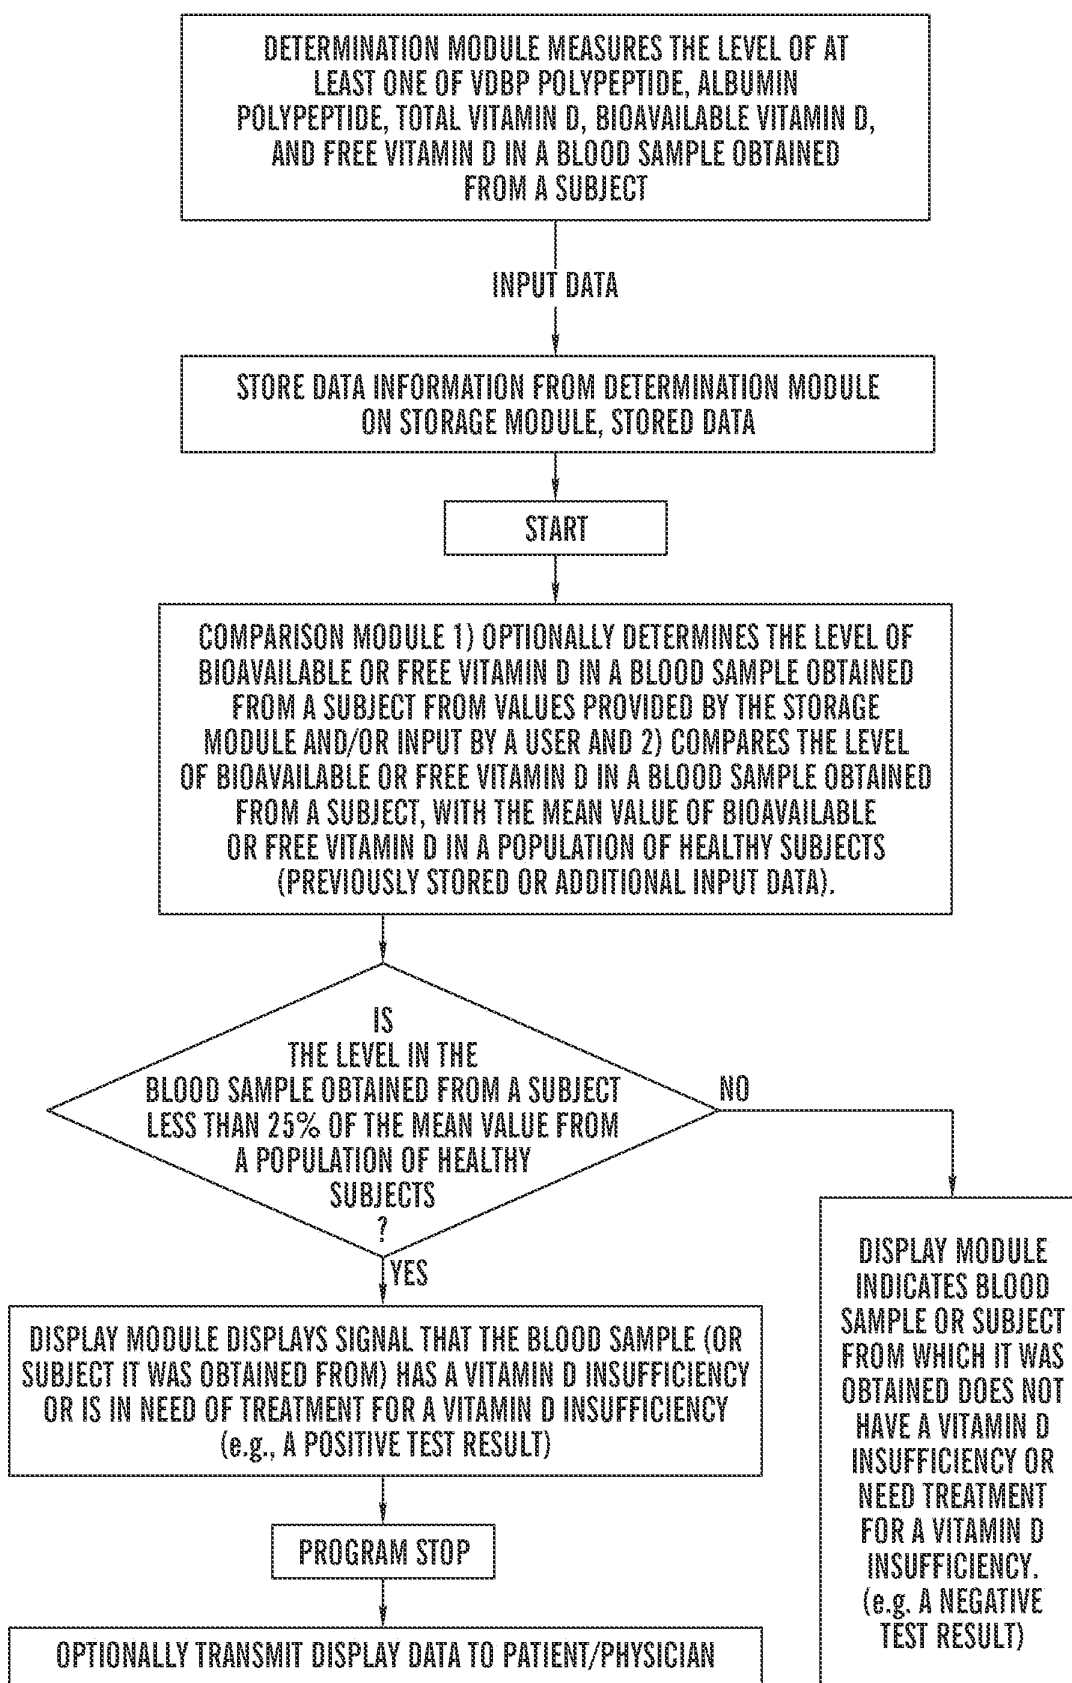 DETERMINATION MODULE MEASURES THE LEVEL OF AT
LEAST ONE OF VDBP POLYPEPTIDE, ALBUMIN
POLYPEPTIDE, TOTAL VITAMIN D, BIOAVAILABLE VITAMIN D,
AND FREE VITAMIN D IN A BLOOD SAMPLE OBTAINED
FROM A SUBJECT
INPUT DATA
STORE DATA INFORMATION FROM DETERMINATION MODULE
ON STORAGE MODULE, STORED DATA
START
COMPARISON MODULE 1) OPTIONALLY DETERMINES THE LEVEL OF
BIOAVAILABLE OR FREE VITAMIN D IN A BLOOD SAMPLE OBTAINED
FROM A SUBJECT FROM VALUES PROVIDED BY THE STORAGE
MODULE AND/OR INPUT BY A USER AND 2) COMPARES THE LEVEL
OF BIOAVAILABLE OR FREE VITAMIN D IN A BLOOD SAMPLE OBTAINED
FROM A SUBJECT, WITH THE MEAN VALUE OF BIOAVAILABLE
OR FREE VITAMIN D IN A POPULATION OF HEALTHY SUBJECTS
(PREVIOUSLY STORED OR ADDITIONAL INPUT DATA).
IS
THE LEVEL IN THE
BLOOD SAMPLE OBTAINED FROM A SUBJECT
LESS THAN 25% OF THE MEAN VALUE FROM
A POPULATION OF HEALTHY
SUBJECTS
?
NO
YES
DISPLAY MODULE DISPLAYS SIGNAL THAT THE BLOOD SAMPLE (OR
SUBJECT IT WAS OBTAINED FROM) HAS A VITAMIN D INSUFFICIENCY
OR IS IN NEED OF TREATMENT FOR A VITAMIN D INSUFFICIENCY
(e.g., A POSITIVE TEST RESULT)
PROGRAM STOP
OPTIONALLY TRANSMIT DISPLAY DATA TO PATIENT/PHYSICIAN
DISPLAY MODULE
INDICATES BLOOD
SAMPLE OR SUBJECT
FROM WHICH IT WAS
OBTAINED DOES NOT
HAVE A VITAMIN D
INSUFFICIENCY OR
NEED TREATMENT
FOR A VITAMIN D
INSUFFICIENCY.
(e.g. A NEGATIVE
TEST RESULT)